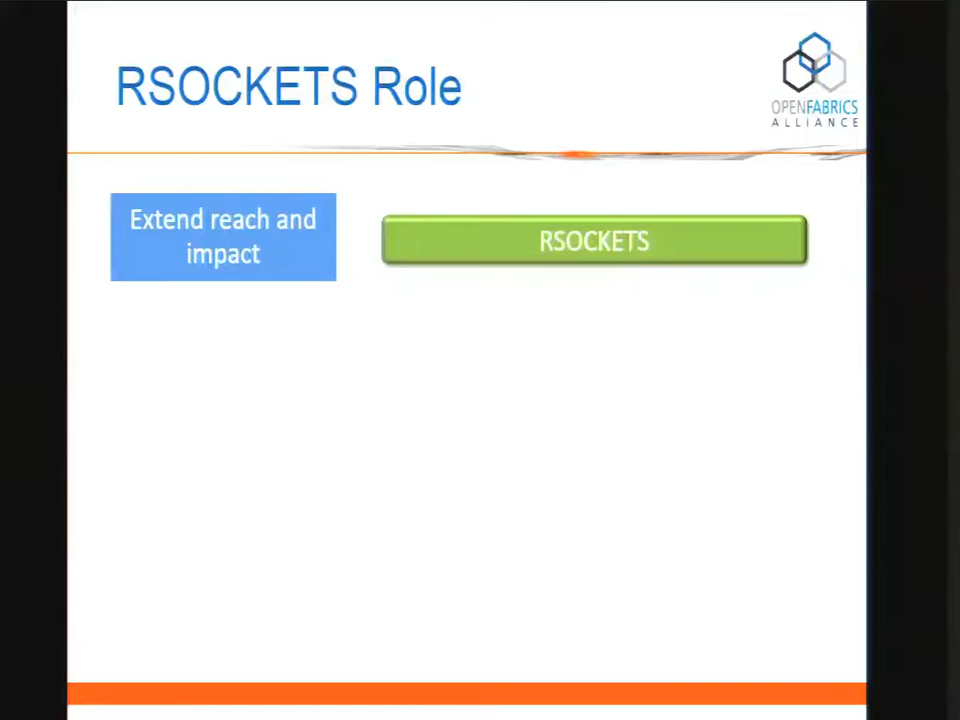 RSOCKETS Role
OPENFABRICS
ALLIANCE
Extend reach and
impact
RSOCKETS